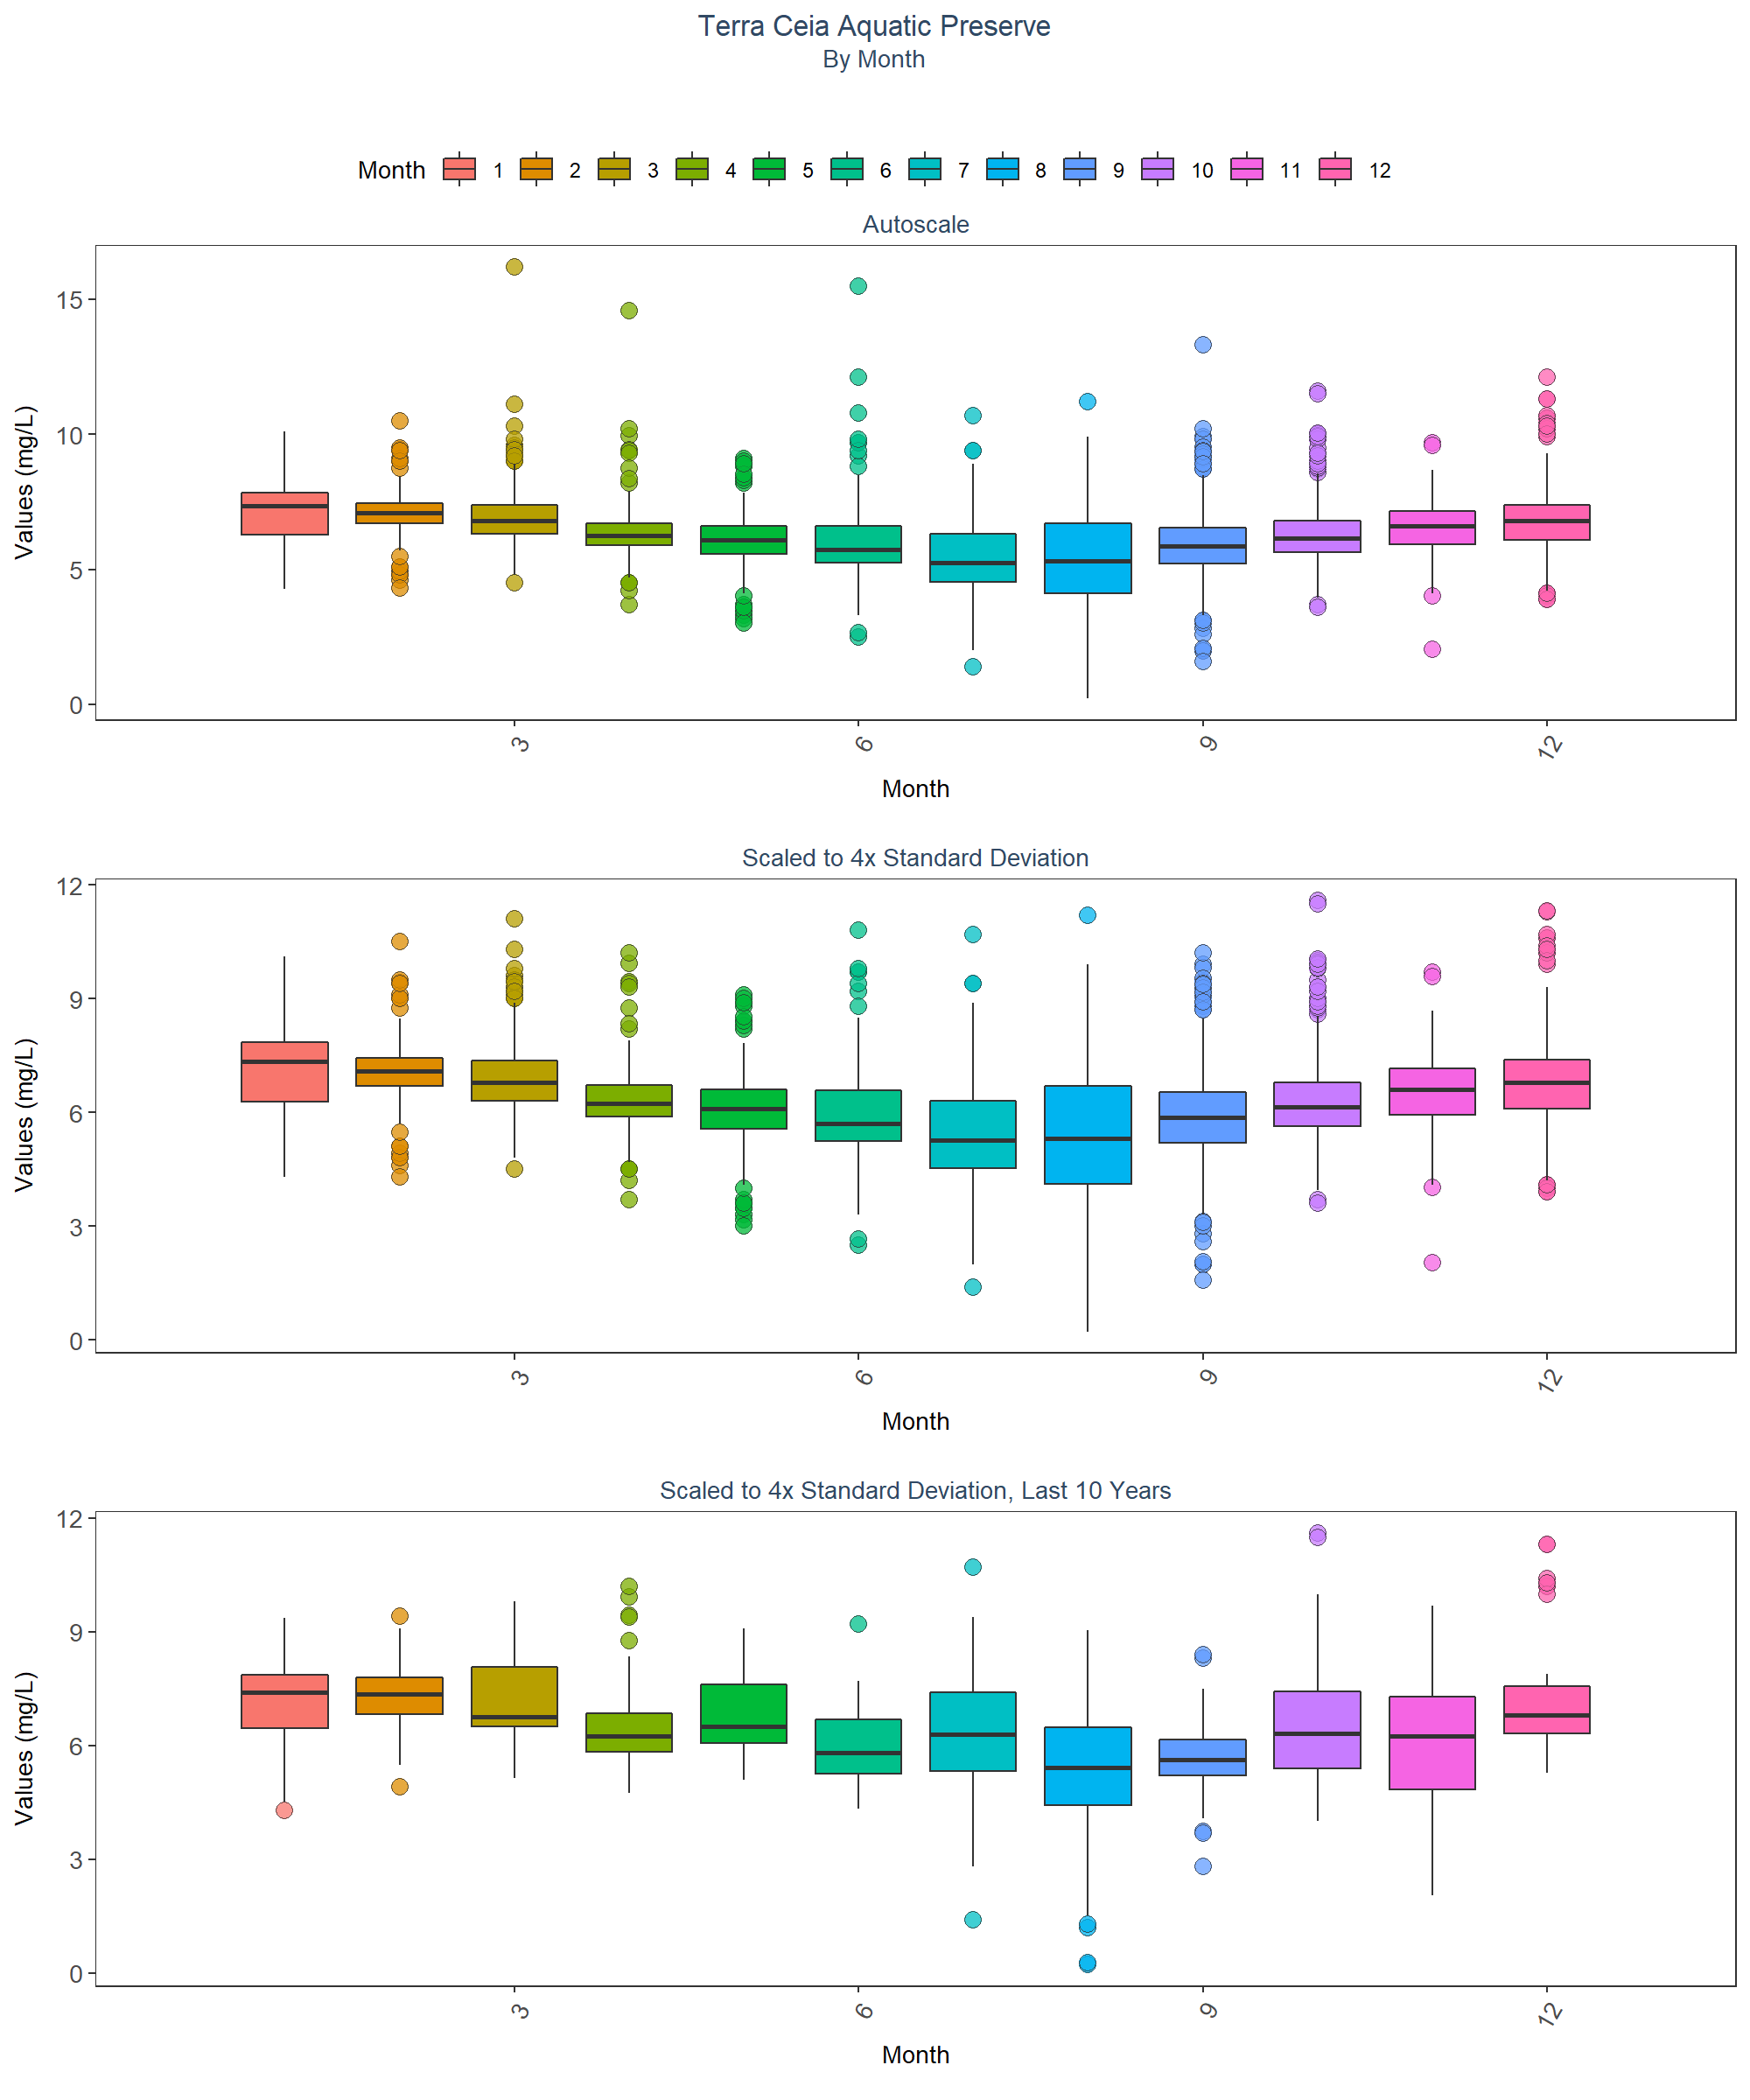 Terra Ceia Aquatic Preserve
By Month
Month 1 2 3 4 5 6 7 8 9 10 11 12
Autoscale
Values (mg/L)
15
10
5
0
3 6 9 12
Month
Scaled to 4x Standard Deviation
Values (mg/L)
12
9
6
3
0
3 6 9 12
Month
Scaled to 4x Standard Deviation, Last 10 Years
Values (mg/L)
12
9
6
3
0
3 6 9 12
Month